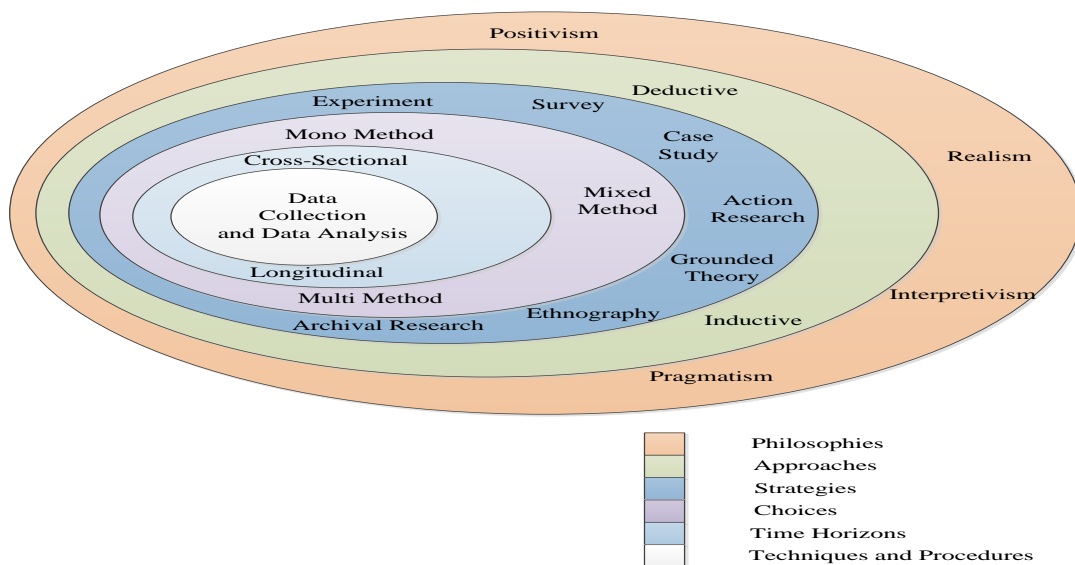 Positivism
Deductive
Experiment
Survey
Mono Method
Case
Study
Cross-Sectional
Realism
Data
Collection
and Data Analysis
Mixed
Method
Action
Research
Grounded
Theory
Longitudinal
Interpretivism
Multi Method
Ethnography
Inductive
Archival Research
Pragmatism
Philosophies
Approaches
Strategies
Choices
Time Horizons
Techniques and Procedures